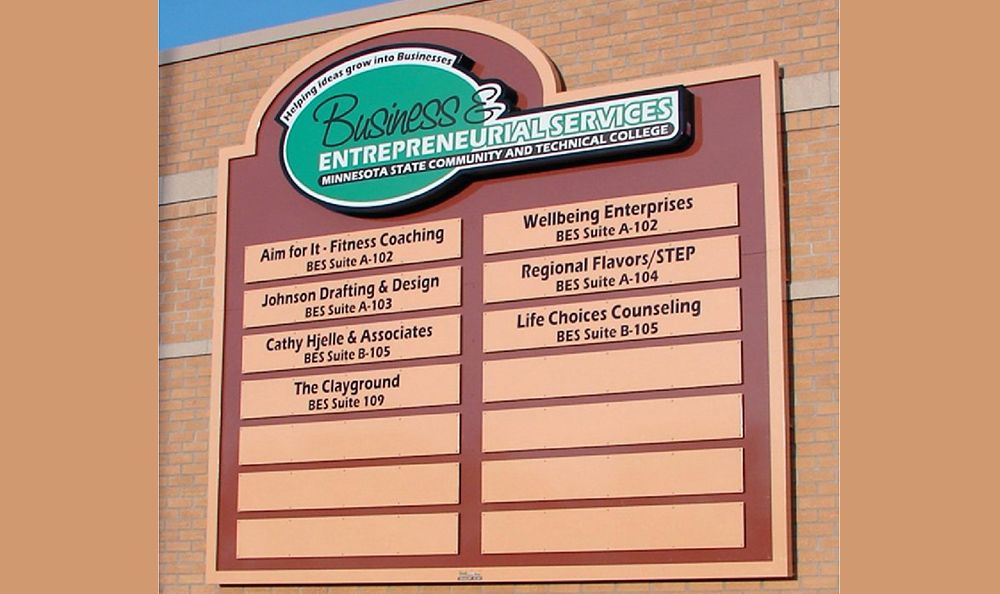 Helping ideas grow into Businesses
Business &
ENTREPRENEURIAL SERVICES
MINNESOTA STATE COMMUNITY AND TECHNICAL COLLEGE
Aim for It - Fitness Coaching
BES Suite A-102
Johnson Drafting & Design
BES Suite A-103
Cathy Hjelle & Associates
BES Suite B-105
The Clayground
BES Suite 109
Wellbeing Enterprises
BES Suite A-102
Regional Flavors/STEP
BES Suite A-104
Life Choices Counseling
BES Suite B-105